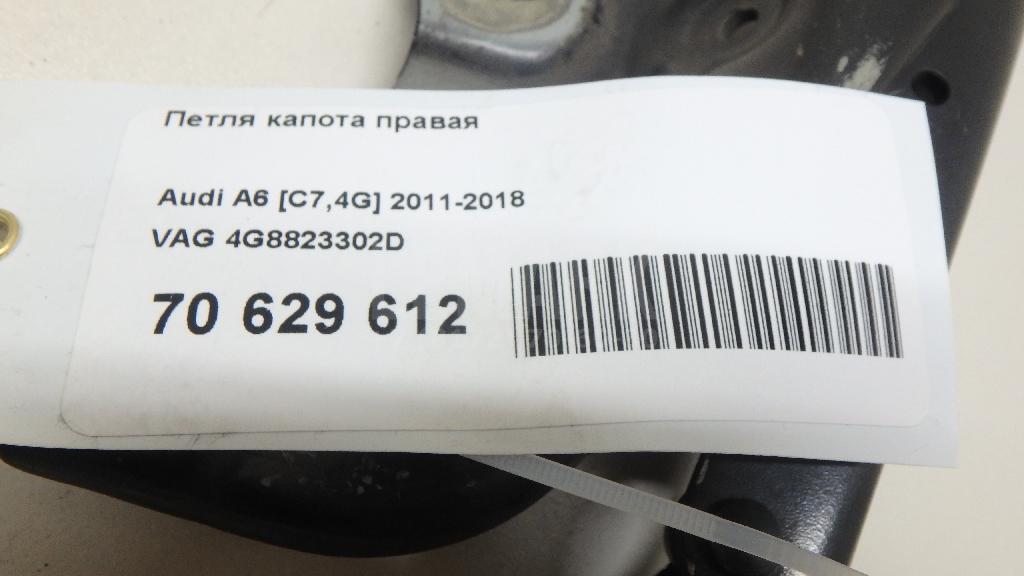 Петля капота правая
Audi A6 [C7,4G] 2011-2018
VAG 4G8823302D
70 629 612